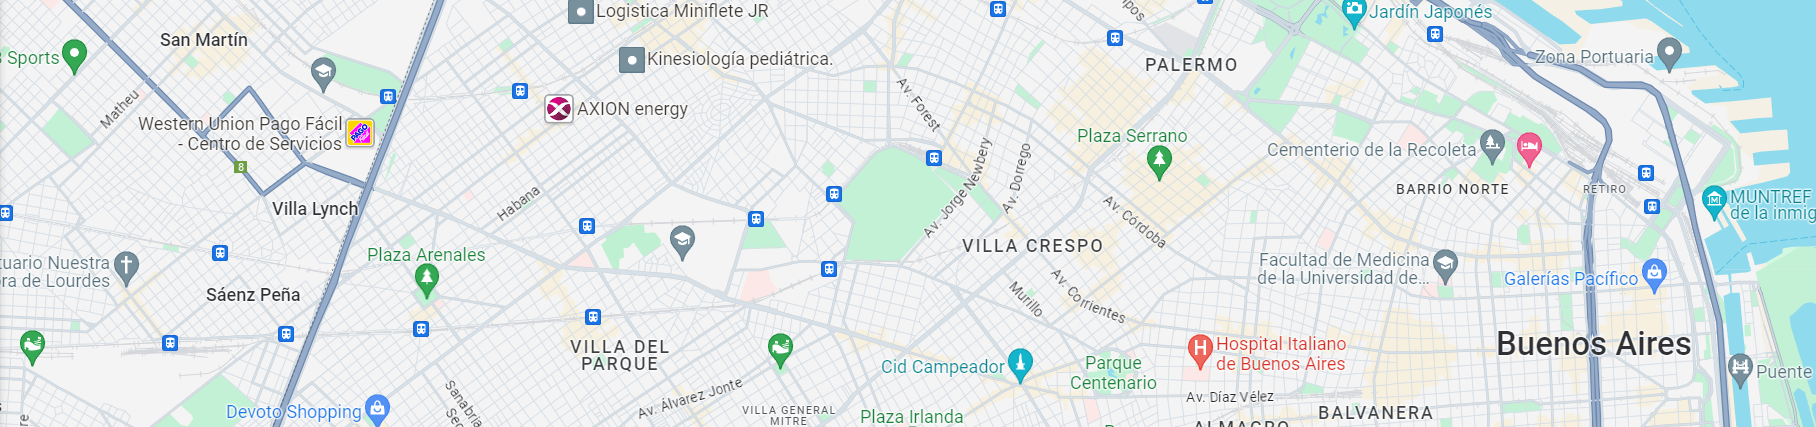 Logistica Miniflete JR
Jardín Japonés
San Martín
Sports
Kinesiología pediátrica.
PALERMO
Zona Portuaria
Matheu
AXION energy
Av. Forest
Western Union Pago Fácil
- Centro de Servicios
Plaza Serrano
Cementerio de la Recoleta
8
Av. Jorge Newbery
Av. Dorrego
BARRIO NORTE
RETIRO
Villa Lynch
Habana
Av. Córdoba
MUNTREF
de la inmig
VILLA CRESPO
Plaza Arenales
Facultad de Medicina
de la Universidad de...
tuario Nuestra
ra de Lourdes
Galerías Pacífico
Sáenz Peña
Murillo
Av. Corrientes
VILLA DEL
PARQUE
Hospital Italiano
de Buenos Aires
Buenos Aires
Cid Campeador
Parque
Centenario
Puente
Av. Álvarez Jonte
Av. Díaz Vélez
Sanabria
Devoto Shopping
VILLA GENERAL
MITRE
Plaza Irlanda
BALVANERA
ALMAGRO